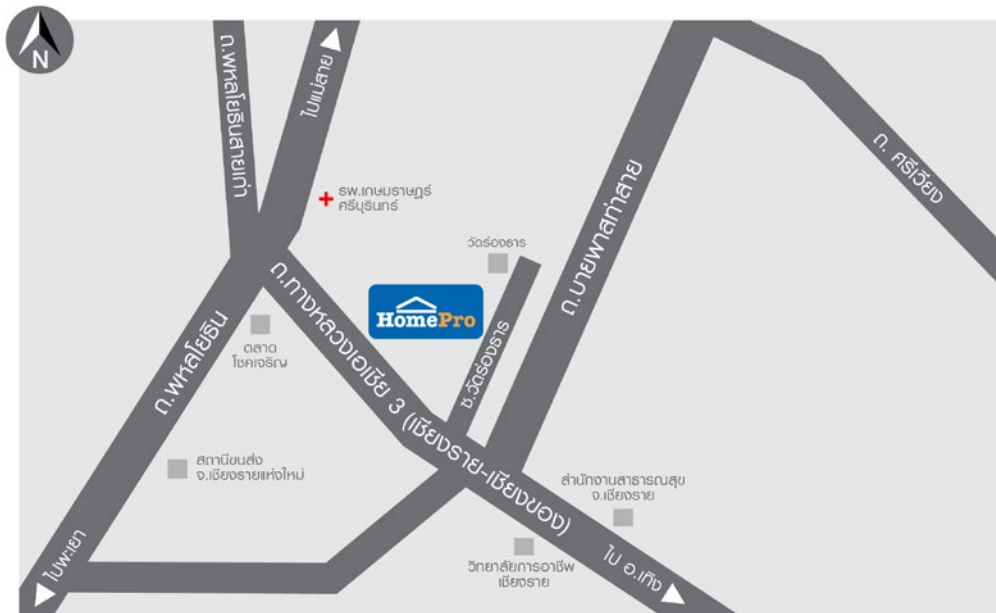 N
ถ.พหลโยธินสายเก่า
ไปแม่สาย
รพ.เกษมราษฎร์
ศรีบุรินทร์
ถ. ศรีเวียง
ถ.บายพาสท่าสาย
วัดร่องธาร
HomePro
ซ.วัดร่องธาร
ตลาด
โชคเจริญ
ถ.พหลโยธิน
ถ.ทางหลวงเอเชีย 3 (เชียงราย-เชียงของ)
สถานีขนส่ง
จ.เชียงรายแห่งใหม่
สำนักงานสาธารณสุข
จ.เชียงราย
วิทยาลัยการอาชีพ
เชียงราย
ไปพะเยา
ไป อ.เทิง